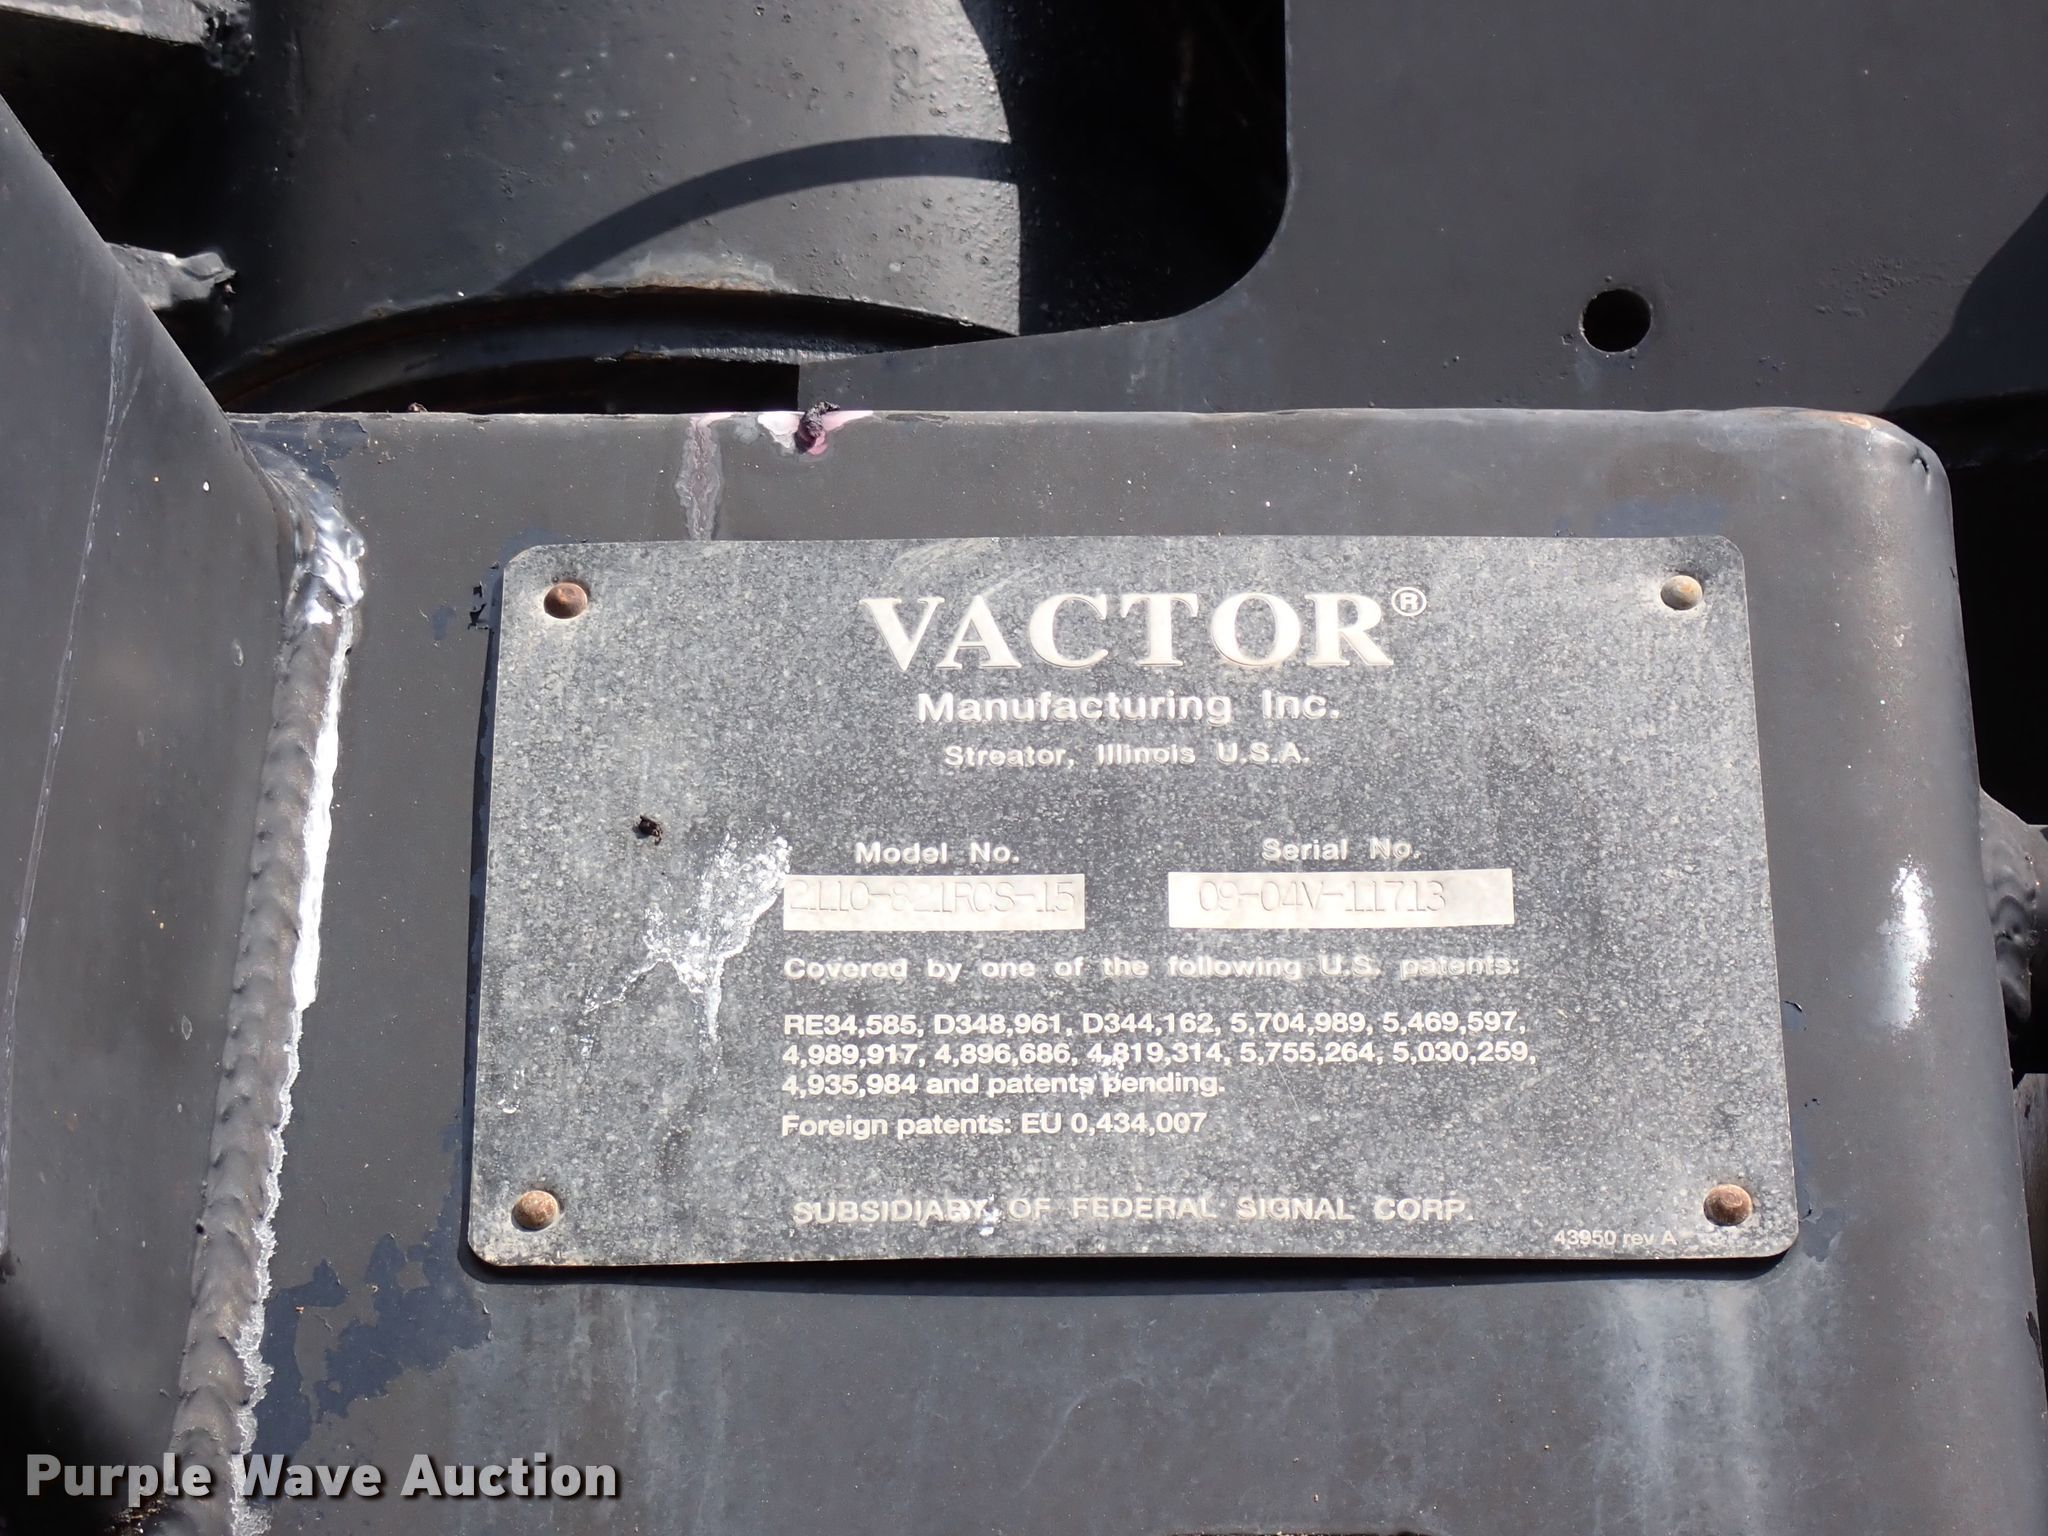 VACTOR®
Manufacturing Inc.
Streator, Illinois U.S.A.
Model No. Serial No.
2110-821RCS-15 09-04V-11713
Covered by one of the following U.S. patents:
RE34,585, D348,961, D344,162, 5,704,989, 5,469,597,
4,989,917, 4,896,686, 4,819,314, 5,755,264, 5,030,259,
4,935,984 and patents pending.
Foreign patents: EU 0,434,007
SUBSIDIARY OF FEDERAL SIGNAL CORP.
43950 rev A
Purple Wave Auction